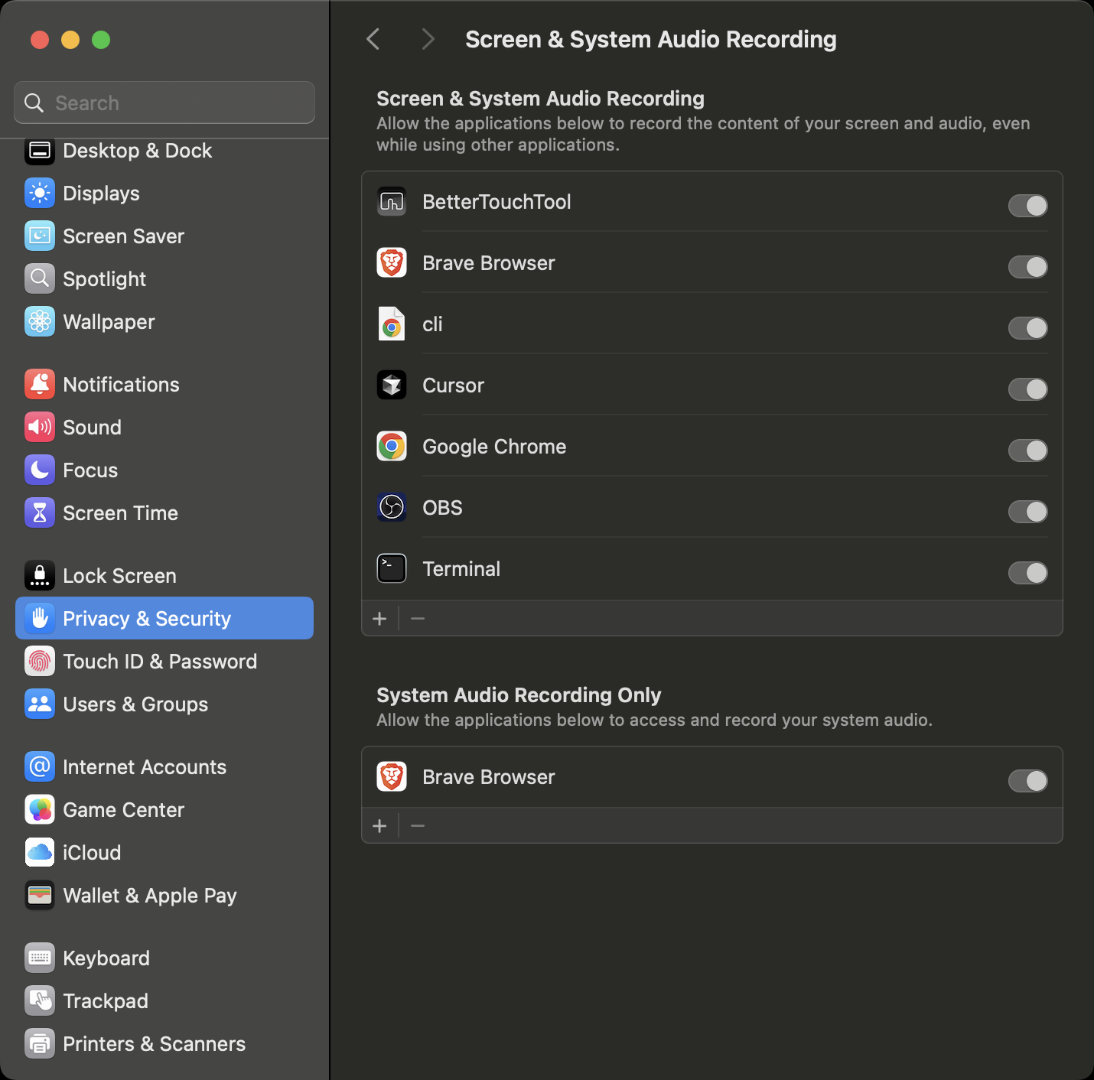 Search
Desktop & Dock
Displays
Screen Saver
Spotlight
Wallpaper
Notifications
Sound
Focus
Screen Time
Lock Screen
Privacy & Security
Touch ID & Password
Users & Groups
Internet Accounts
Game Center
iCloud
Wallet & Apple Pay
Keyboard
Trackpad
Printers & Scanners
Screen & System Audio Recording
Screen & System Audio Recording
Allow the applications below to record the content of your screen and audio, even
while using other applications.
BetterTouchTool
Brave Browser
cli
Cursor
Google Chrome
OBS
Terminal
+ −
System Audio Recording Only
Allow the applications below to access and record your system audio.
Brave Browser
+ −